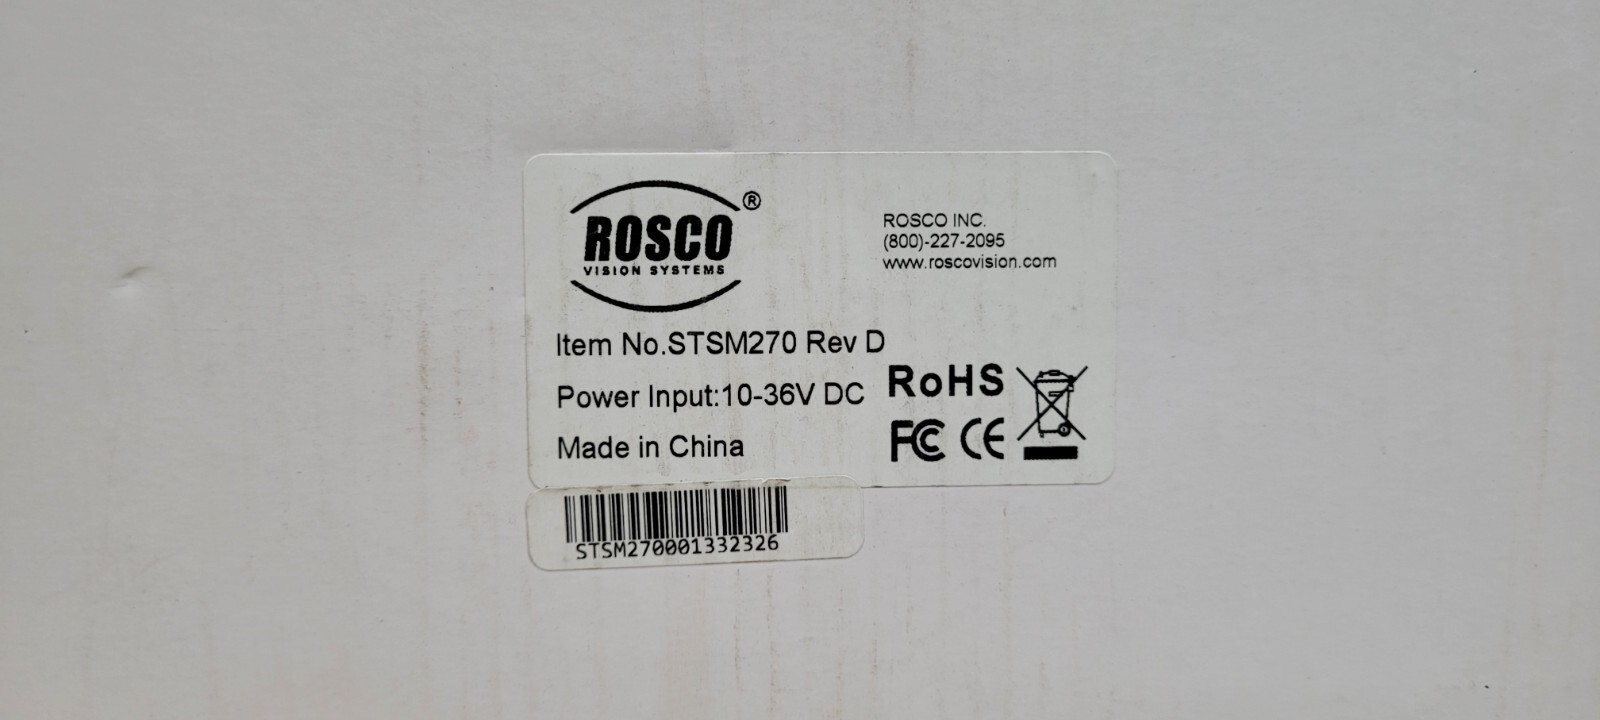 ROSCO®
VISION SYSTEMS
ROSCO INC.
(800)-227-2095
www.roscovision.com
Item No.STSM270 Rev D
Power Input:10-36V DC
Made in China
RoHS
FC CE
STSM270001332326